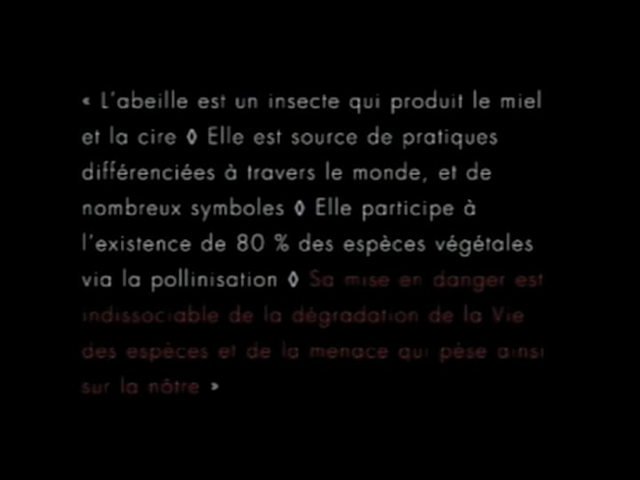 « L'abeille est un insecte qui produit le miel
et la cire ◊ Elle est source de pratiques
différenciées à travers le monde, et de
nombreux symboles ◊ Elle participe à
l'existence de 80 % des espèces végétales
via la pollinisation ◊ Sa mise en danger est
indissociable de la dégradation de la Vie
des espèces et de la menace qui pèse ainsi
sur la nôtre »